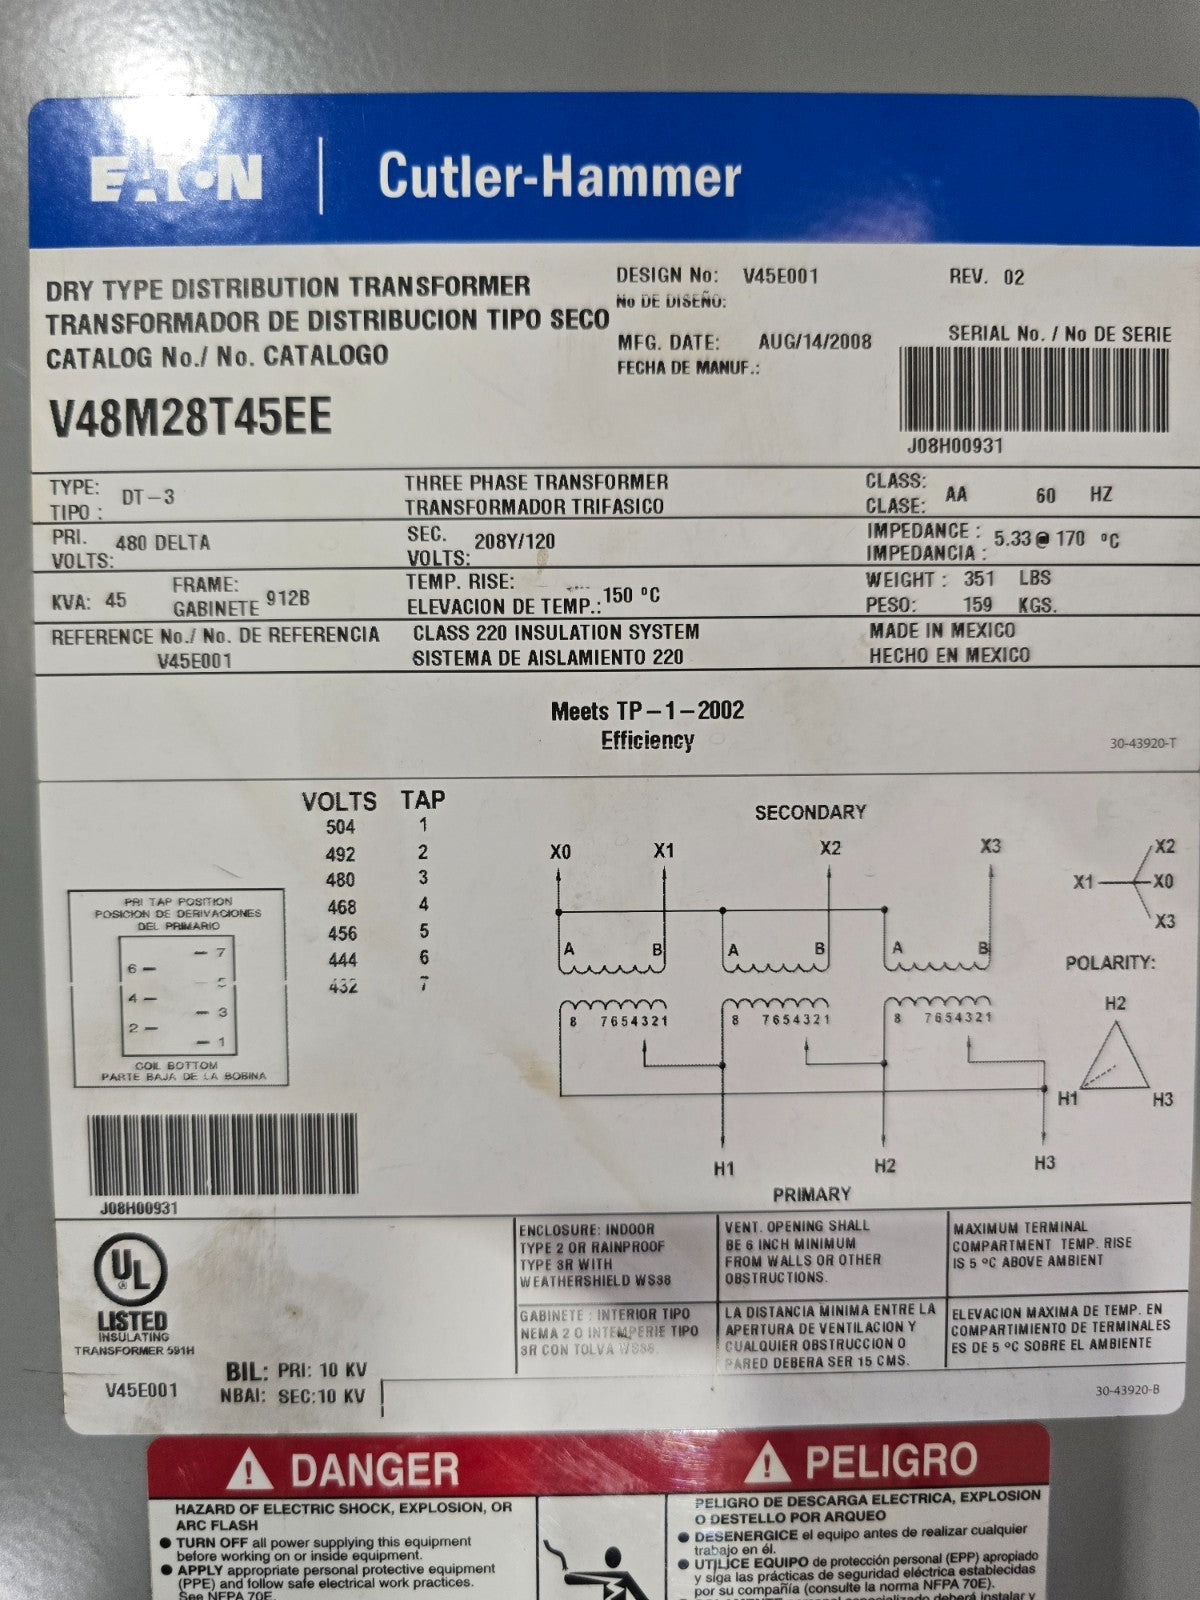 EATON | Cutler-Hammer
DRY TYPE DISTRIBUTION TRANSFORMER
TRANSFORMADOR DE DISTRIBUCION TIPO SECO
CATALOG No./ No. CATALOGO
V48M28T45EE
DESIGN No: V45E001 REV. 02
No DE DISEÑO:
MFG. DATE: AUG/14/2008
FECHA DE MANUF.:
SERIAL No. / No DE SERIE
J08H00931
TYPE: DT-3
TIPO :
THREE PHASE TRANSFORMER
TRANSFORMADOR TRIFASICO
CLASS: AA 60 HZ
CLASE:
PRI. 480 DELTA
VOLTS:
SEC. 208Y/120
VOLTS:
IMPEDANCE : 5.33@ 170 ºC
IMPEDANCIA :
KVA: 45
FRAME: 912B
GABINETE
TEMP. RISE:
ELEVACION DE TEMP.: 150 ºC
WEIGHT : 351 LBS
PESO: 159 KGS.
REFERENCE No./ No. DE REFERENCIA
V45E001
CLASS 220 INSULATION SYSTEM
SISTEMA DE AISLAMIENTO 220
MADE IN MEXICO
HECHO EN MEXICO
Meets TP-1-2002
Efficiency
30-43920-T
VOLTS TAP
504 1
492 2
480 3
468 4
456 5
444 6
432 7
PRI TAP POSITION
POSICION DE DERIVACIONES
DEL PRIMARIO
7
6
5
4
3
2
1
COIL BOTTOM
PARTE BAJA DE LA BOBINA
SECONDARY
X0 X1 X2 X3
A B A B A B
8 7654321 8 7654321 8 7654321
H1 H2 H3
PRIMARY
X2
X1 X0
X3
POLARITY:
H2
H1 H3
J08H00931
UL
®
LISTED
INSULATING
TRANSFORMER 591H
V45E001
BIL: PRI: 10 KV
NBAI: SEC:10 KV
ENCLOSURE: INDOOR
TYPE 2 OR RAINPROOF
TYPE 3R WITH
WEATHERSHIELD WS38
VENT. OPENING SHALL
BE 6 INCH MINIMUM
FROM WALLS OR OTHER
OBSTRUCTIONS.
MAXIMUM TERMINAL
COMPARTMENT TEMP. RISE
IS 5 ºC ABOVE AMBIENT
GABINETE : INTERIOR TIPO
NEMA 2 O INTEMPERIE TIPO
3R CON TOLVA WS38.
LA DISTANCIA MINIMA ENTRE LA
APERTURA DE VENTILACION Y
CUALQUIER OBSTRUCCION O
PARED DEBERA SER 15 CMS.
ELEVACION MAXIMA DE TEMP. EN
COMPARTIMIENTO DE TERMINALES
ES DE 5 ºC SOBRE EL AMBIENTE
30-43920-B
DANGER
HAZARD OF ELECTRIC SHOCK, EXPLOSION, OR
ARC FLASH
● TURN OFF all power supplying this equipment
before working on or inside equipment.
● APPLY appropriate personal protective equipment
(PPE) and follow safe electrical work practices.
See NFPA 70E.
PELIGRO
PELIGRO DE DESCARGA ELECTRICA, EXPLOSION
O DESTELLO POR ARQUEO
● DESENERGICE el equipo antes de realizar cualquier
trabajo en él.
● UTILICE EQUIPO de protección personal (EPP) apropiado
y siga las prácticas de seguridad eléctrica establecidas
por su compañía (consulte la norma NFPA 70E).